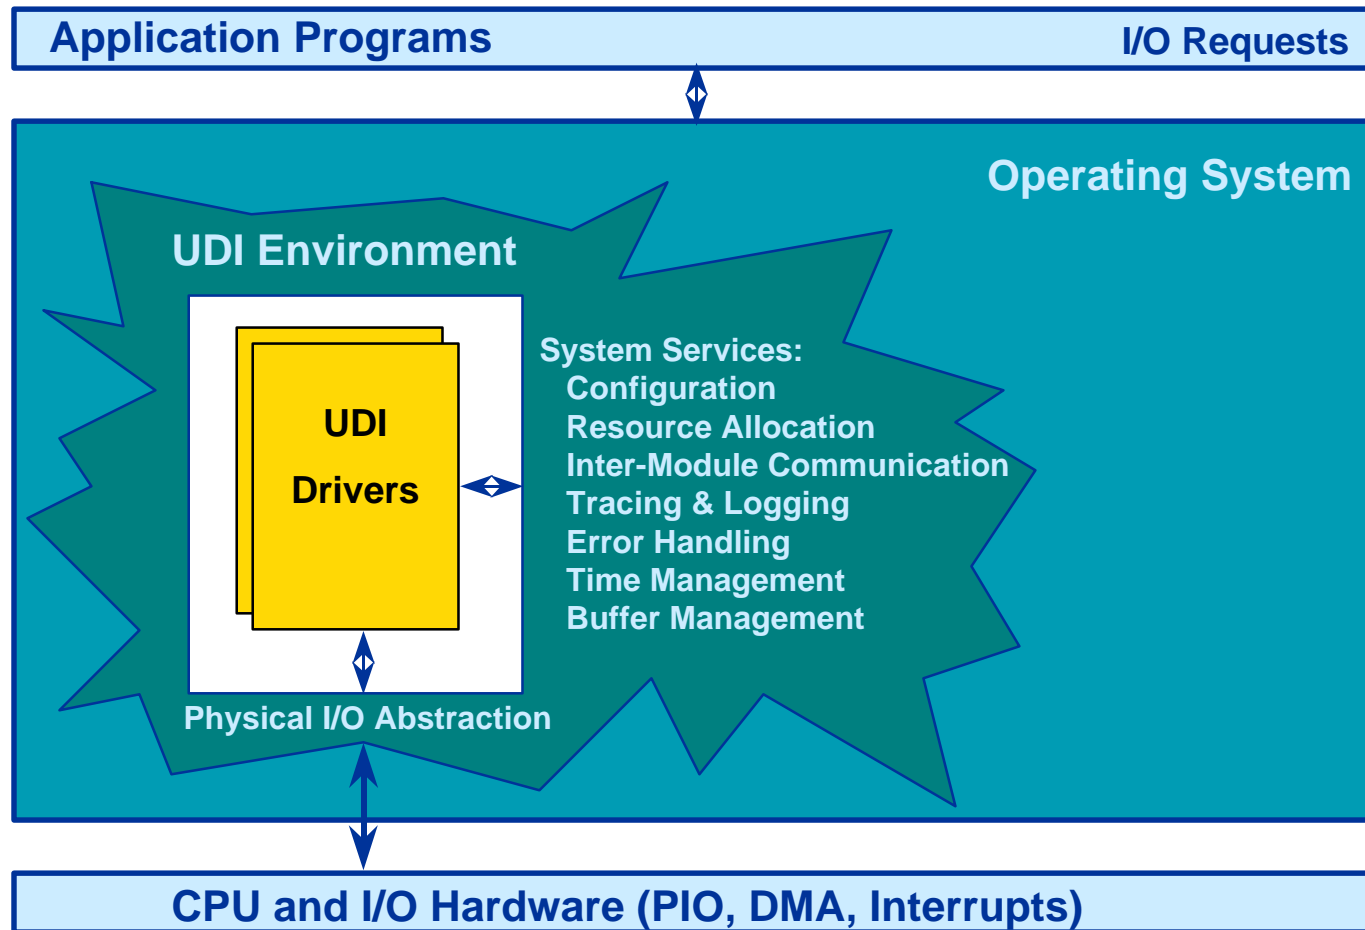 Application Programs
I/O Requests
Operating System
UDI Environment
System Services:
Configuration
Resource Allocation
Inter-Module Communication
Tracing & Logging
Error Handling
Time Management
Buffer Management
UDI
Drivers
Physical I/O Abstraction
CPU and I/O Hardware (PIO, DMA, Interrupts)